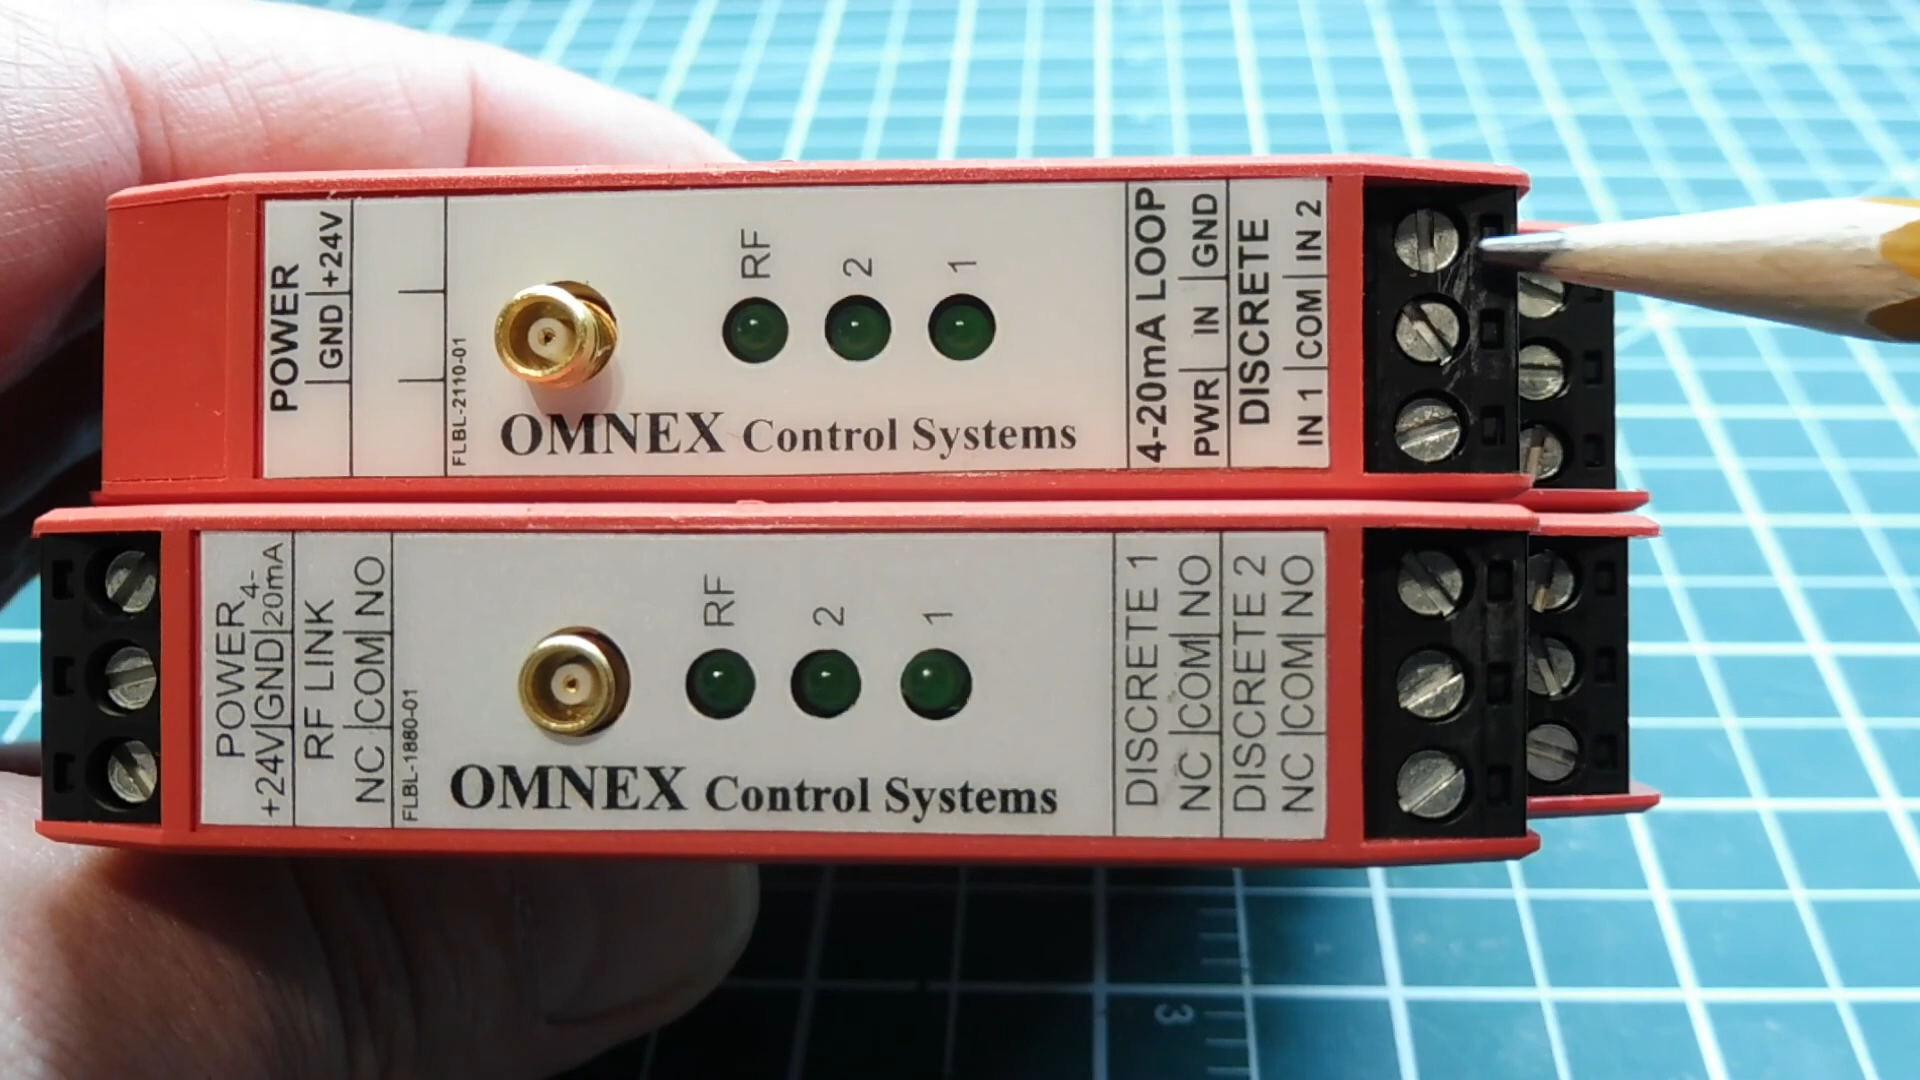 POWER
GND +24V
FLBL-2110-01
RF
2
1
OMNEX Control Systems
4-20mA LOOP
PWR IN GND
DISCRETE
IN 1 COM IN 2
POWER
+24V GND 4-20mA
RF LINK
NC COM NO
FLBL-1880-01
RF
2
1
OMNEX Control Systems
DISCRETE 1
NC COM NO
DISCRETE 2
NC COM NO
3